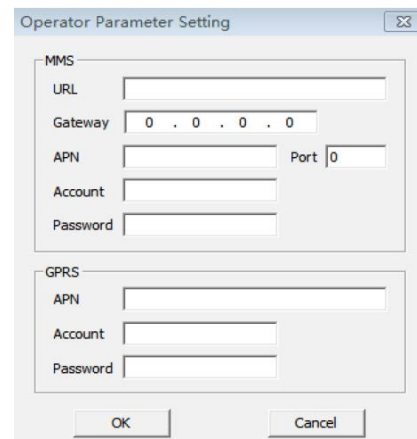 Operator Parameter Setting
MMS
URL
Gateway 0 . 0 . 0 . 0
APN Port 0
Account
Password
GPRS
APN
Account
Password
OK Cancel